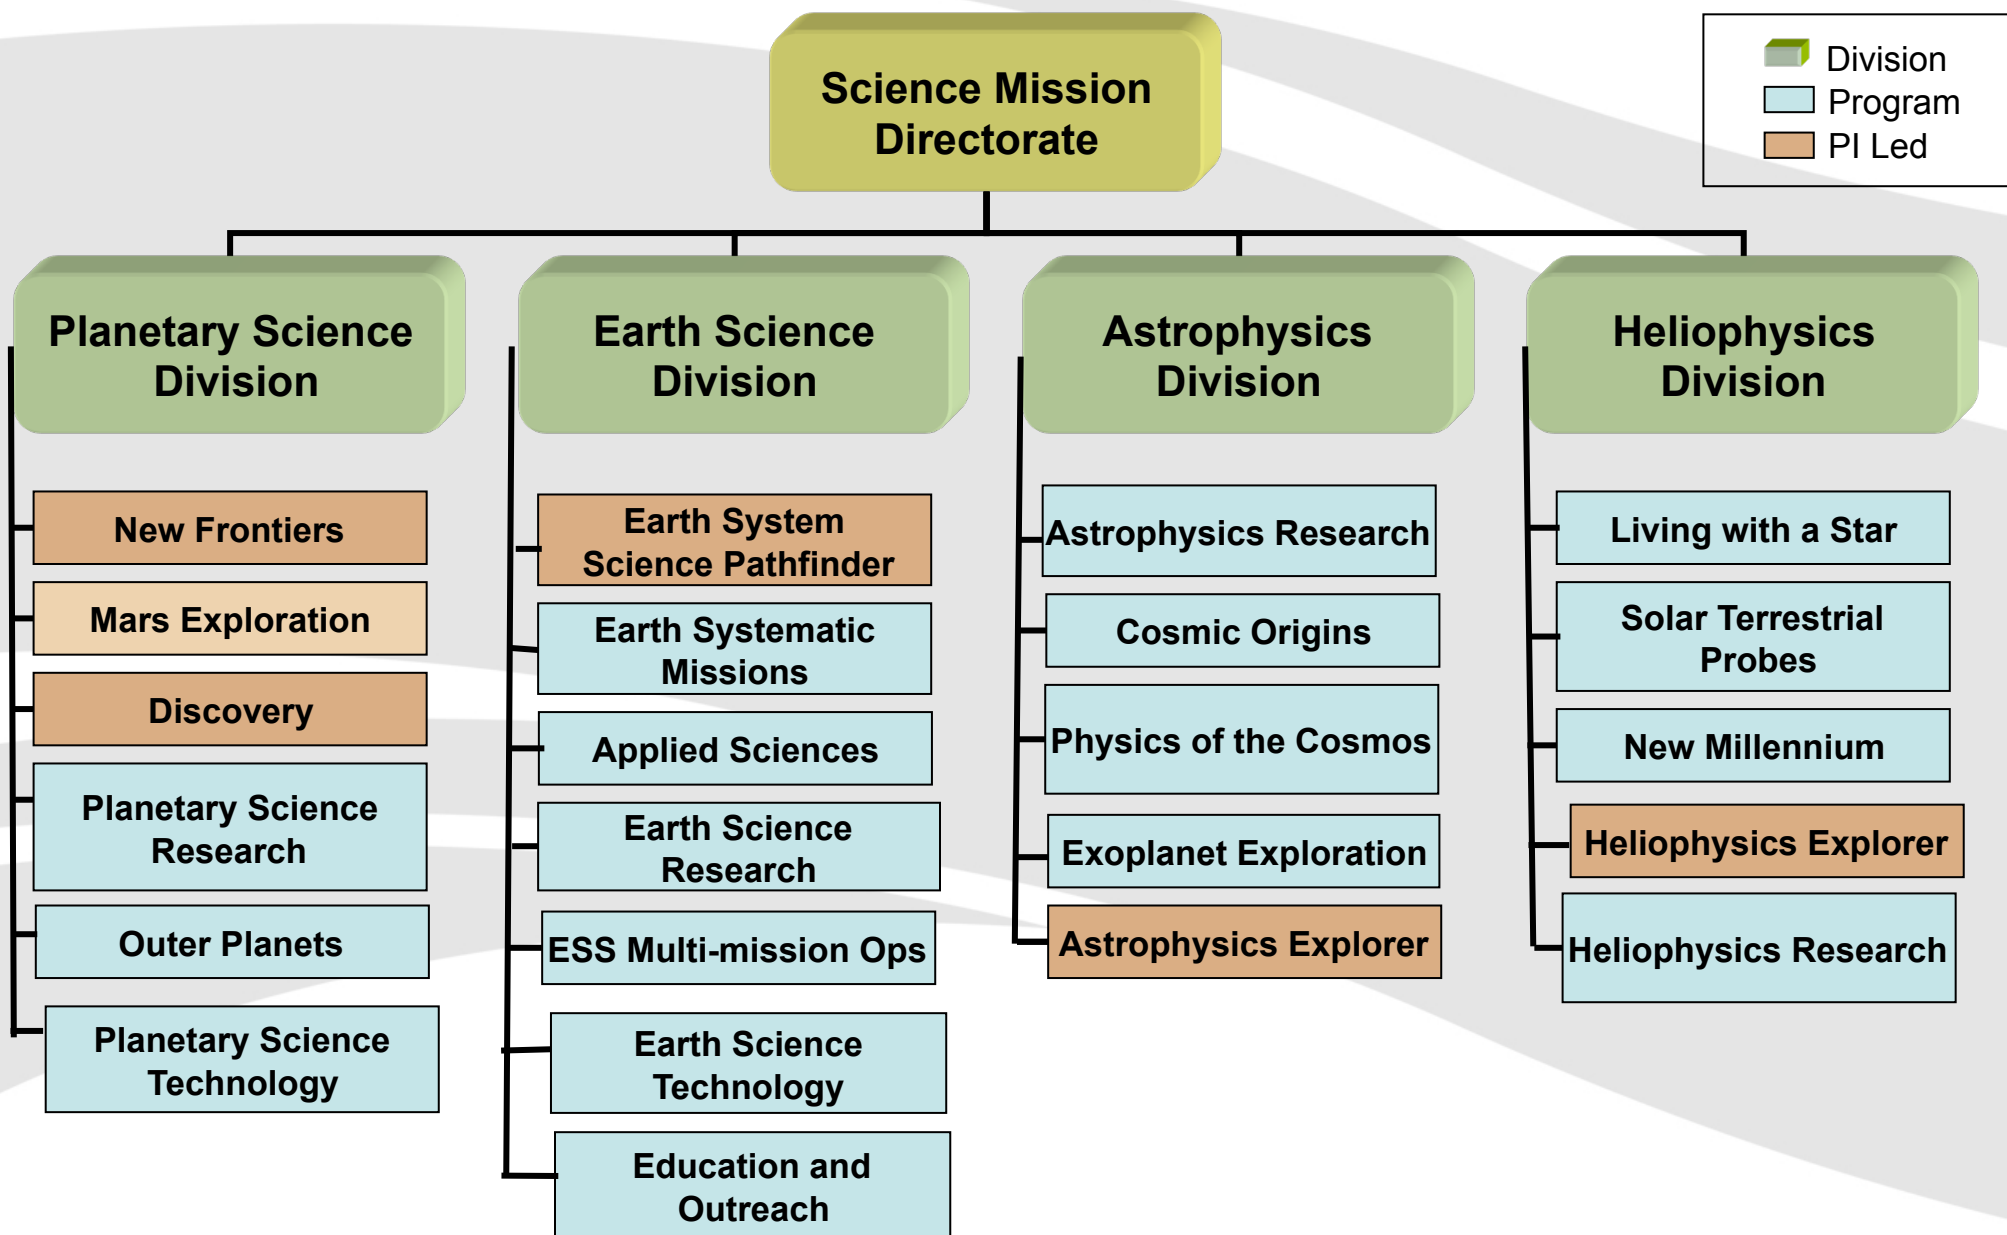 Science Mission
Directorate
Division
Program
PI Led
Planetary Science
Division
New Frontiers
Mars Exploration
Discovery
Planetary Science
Research
Outer Planets
Planetary Science
Technology
Earth Science
Division
Earth System
Science Pathfinder
Earth Systematic
Missions
Applied Sciences
Earth Science
Research
ESS Multi-mission Ops
Earth Science
Technology
Education and
Outreach
Astrophysics
Division
Astrophysics Research
Cosmic Origins
Physics of the Cosmos
Exoplanet Exploration
Astrophysics Explorer
Heliophysics
Division
Living with a Star
Solar Terrestrial
Probes
New Millennium
Heliophysics Explorer
Heliophysics Research